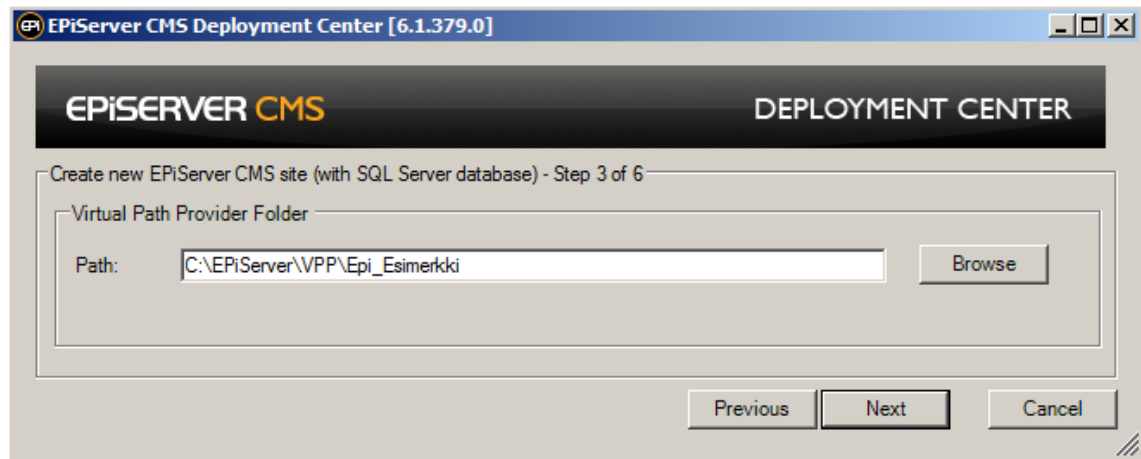 EPi EPiServer CMS Deployment Center [6.1.379.0]
EPiSERVER CMS DEPLOYMENT CENTER
Create new EPiServer CMS site (with SQL Server database) - Step 3 of 6
Virtual Path Provider Folder
Path: C:\EPiServer\VPP\Epi_Esimerkki Browse
Previous Next Cancel